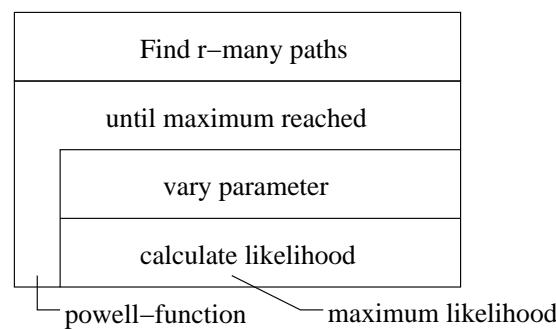 Find r−many paths
until maximum reached
vary parameter
calculate likelihood
powell−function
maximum likelihood